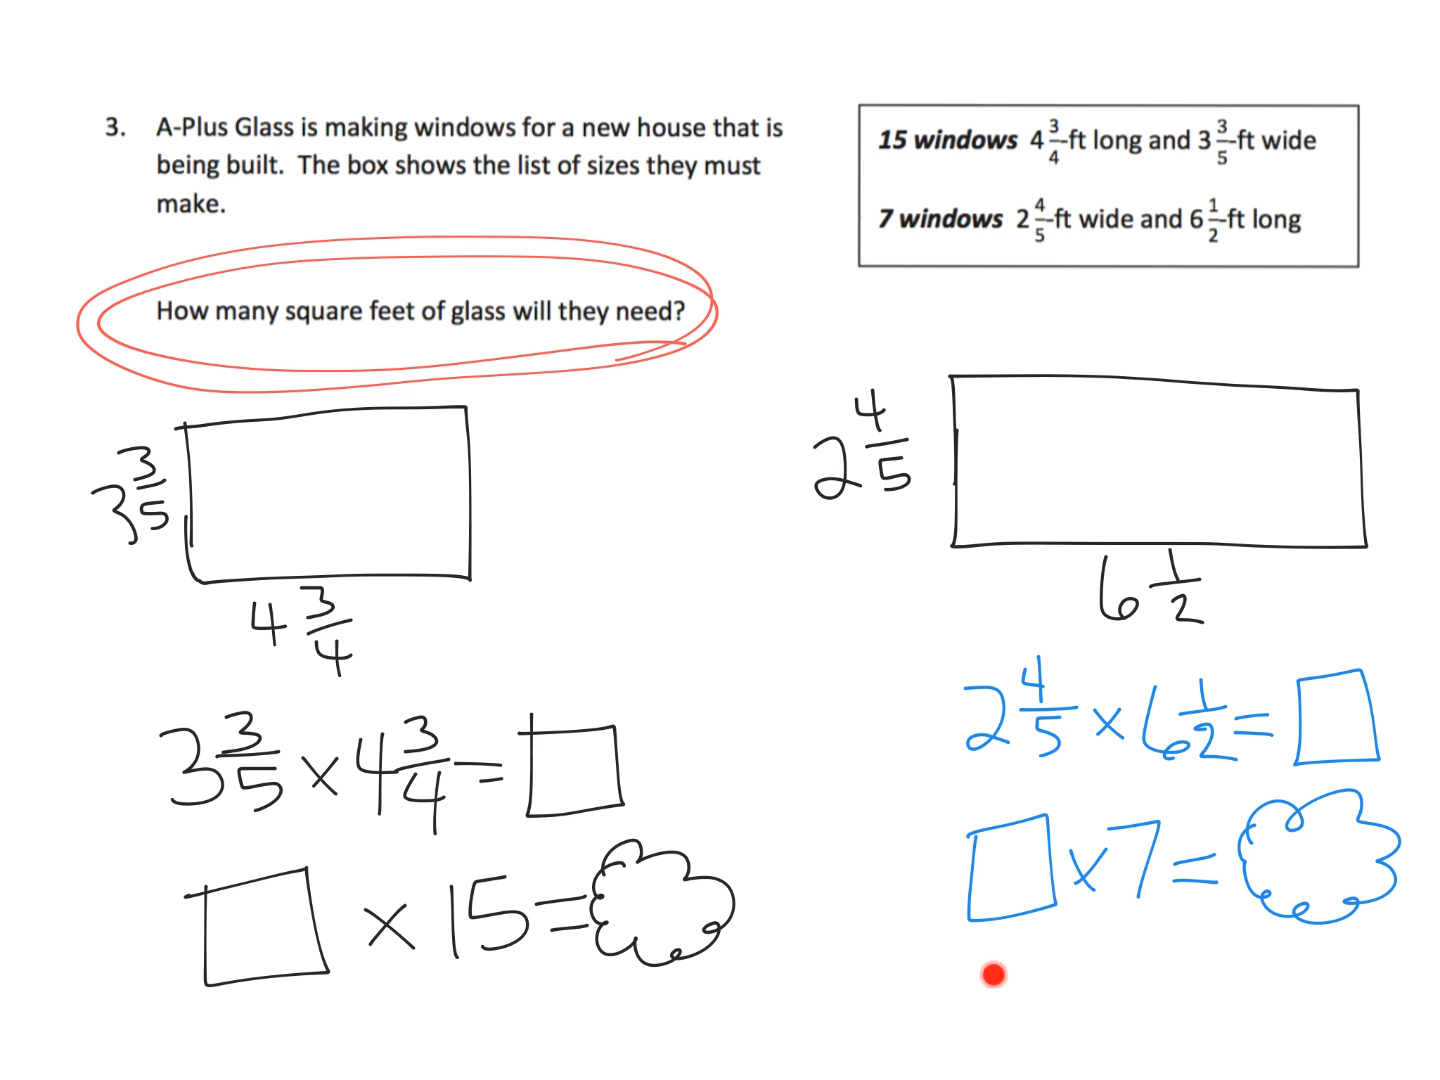 3. A-Plus Glass is making windows for a new house that is
being built. The box shows the list of sizes they must
make.
How many square feet of glass will they need?
15 windows 4 3/4-ft long and 3 3/5-ft wide
7 windows 2 4/5-ft wide and 6 1/2-ft long
3 3/5
4 3/4
3 3/5 x 4 3/4 = □
□ x 15 =
2 4/5
6 1/2
2 4/5 x 6 1/2 = □
□ x 7 =